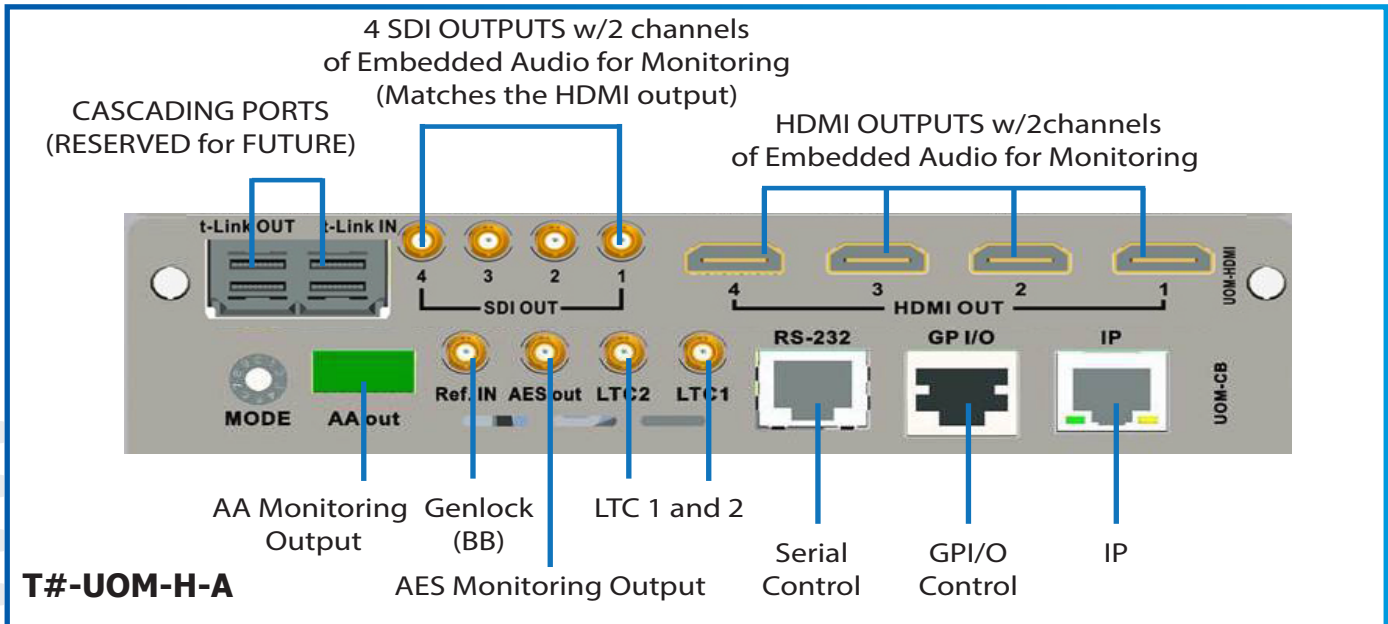 4 SDI OUTPUTS w/2 channels
of Embedded Audio for Monitoring
(Matches the HDMI output)
CASCADING PORTS
(RESERVED for FUTURE)
HDMI OUTPUTS w/2channels
of Embedded Audio for Monitoring
t-Link OUT t-Link IN
4 3 2 1
SDI OUT
4 3 2 1
HDMI OUT
UOM-HDMI
RS-232 GP I/O IP
MODE AA out Ref. IN AES out LTC2 LTC1
UOM-CB
AA Monitoring
Output
Genlock
(BB)
LTC 1 and 2
AES Monitoring Output
Serial
Control
GPI/O
Control
IP
T#-UOM-H-A